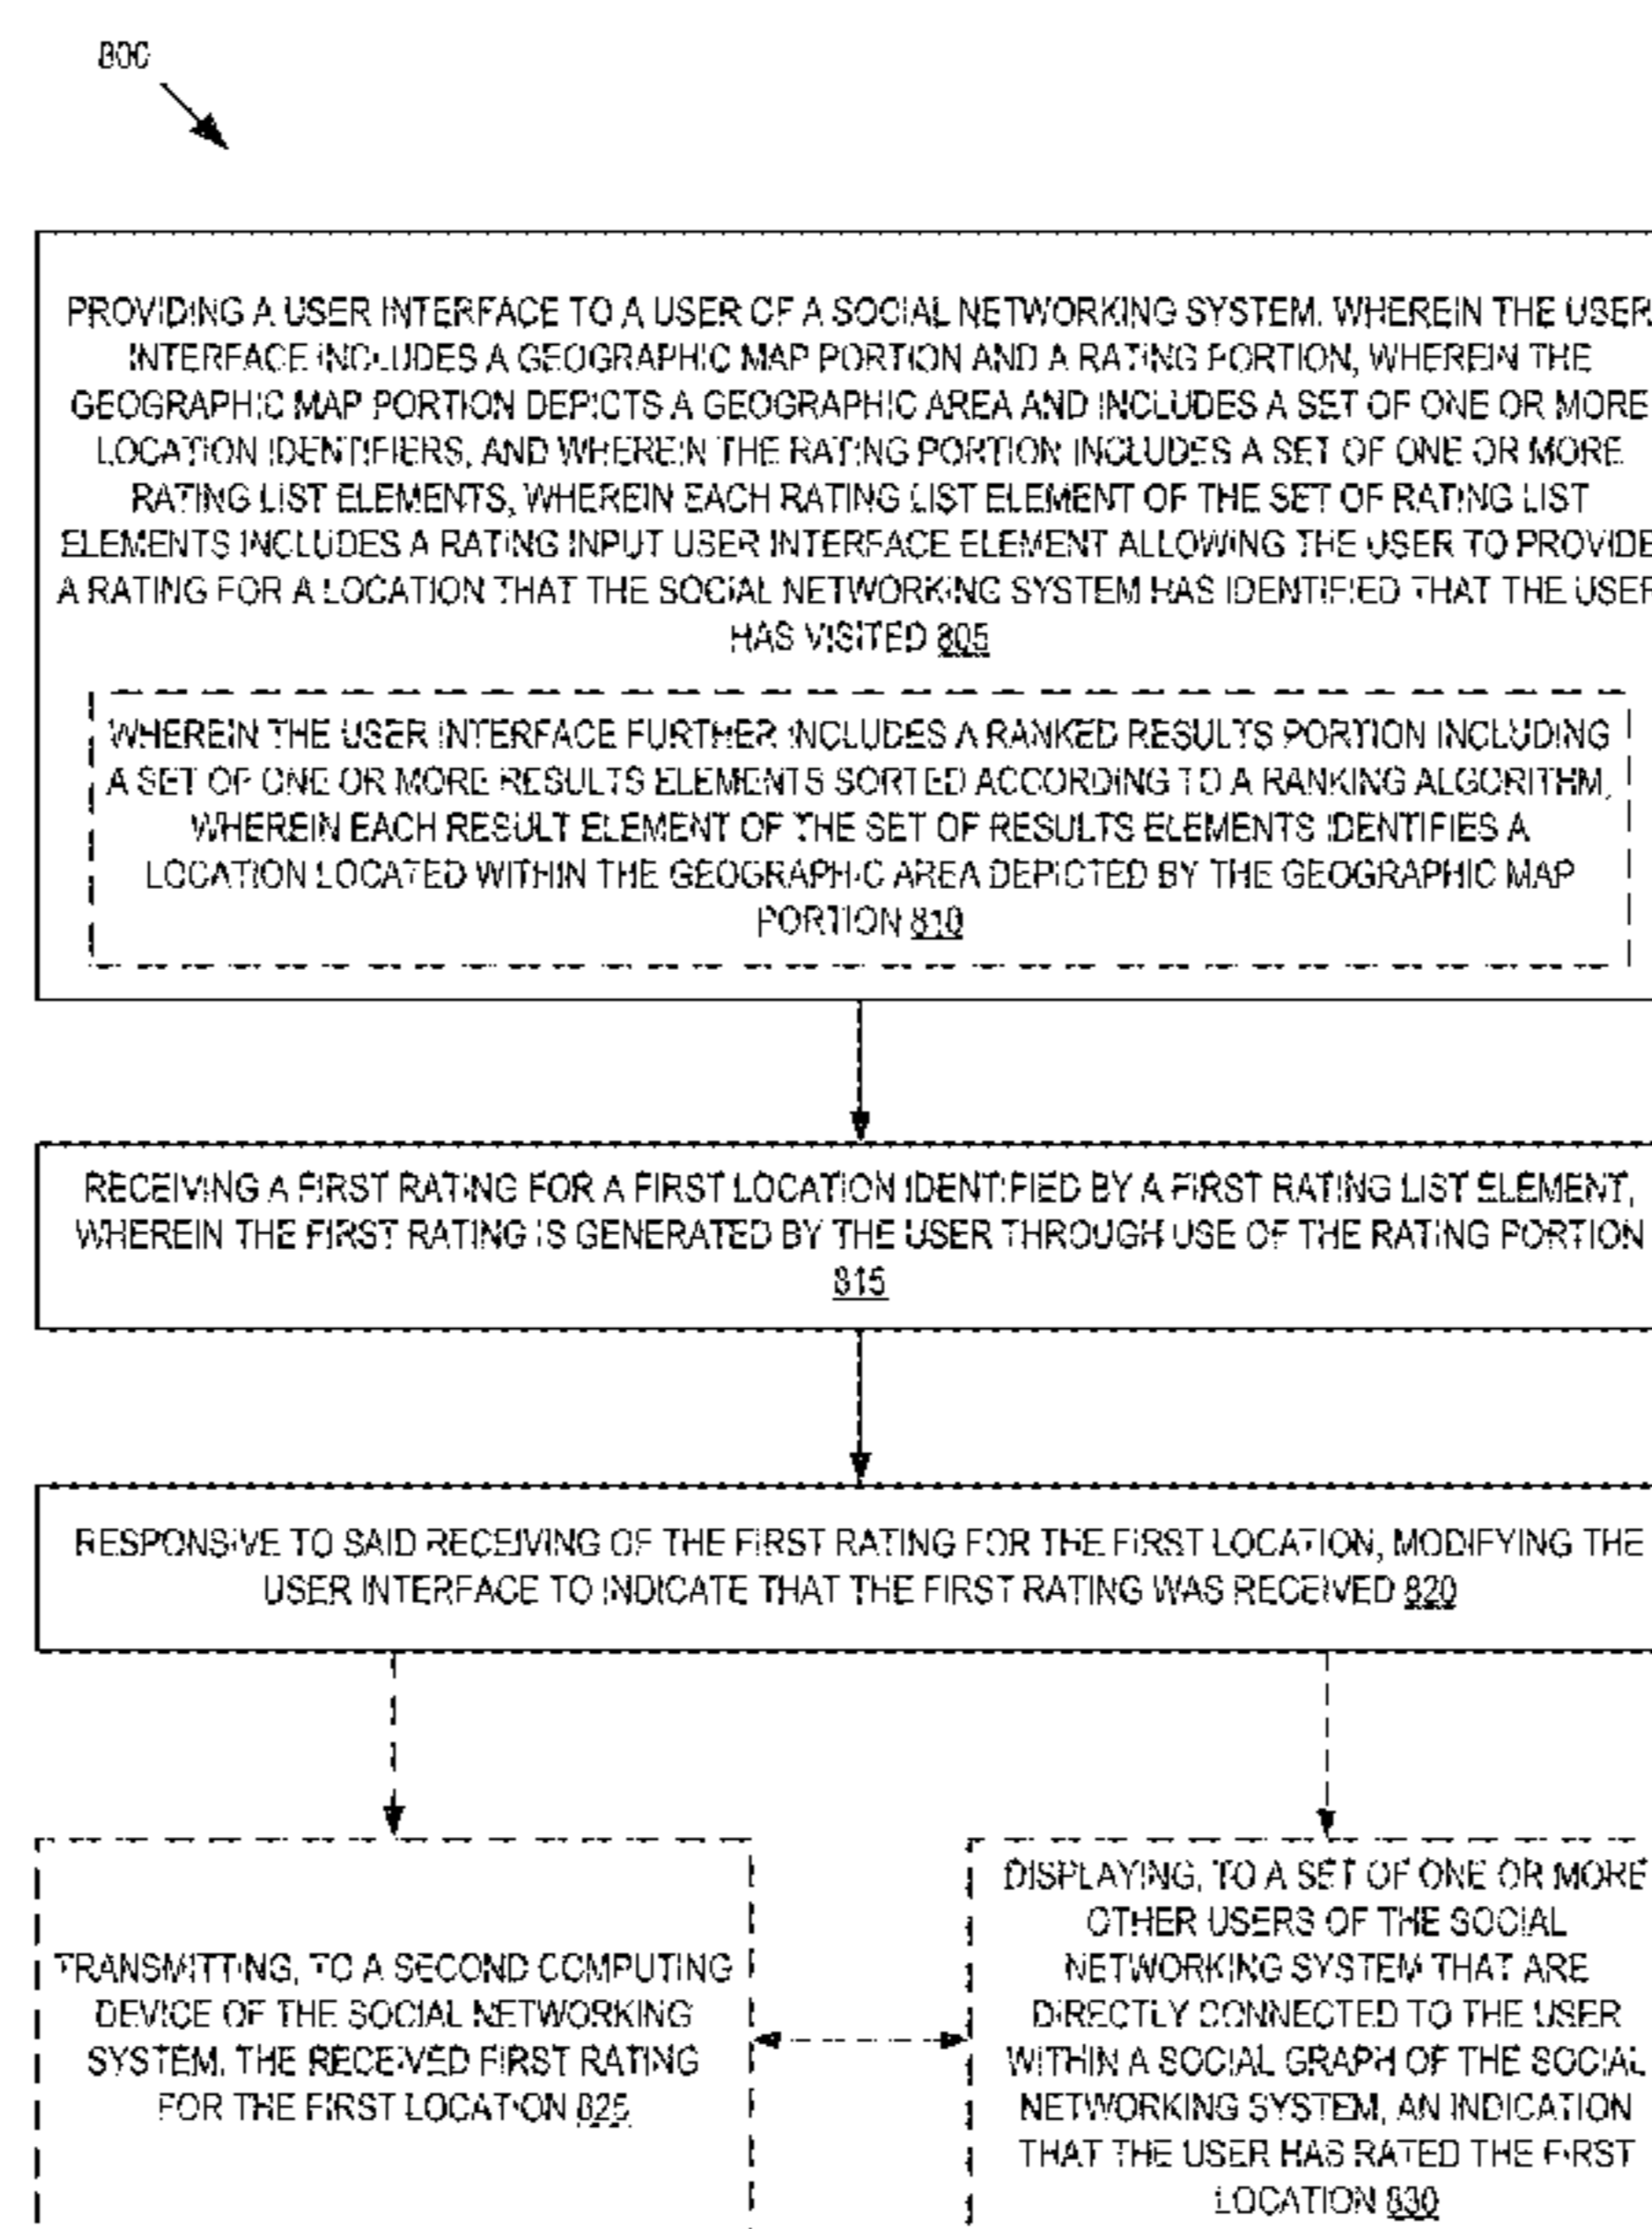 800
PROVIDING A USER INTERFACE TO A USER OF A SOCIAL NETWORKING SYSTEM, WHEREIN THE USER
INTERFACE INCLUDES A GEOGRAPHIC MAP PORTION AND A RATING PORTION, WHEREIN THE
GEOGRAPHIC MAP PORTION DEPICTS A GEOGRAPHIC AREA AND INCLUDES A SET OF ONE OR MORE
LOCATION IDENTIFIERS, AND WHEREIN THE RATING PORTION INCLUDES A SET OF ONE OR MORE
RATING LIST ELEMENTS, WHEREIN EACH RATING LIST ELEMENT OF THE SET OF RATING LIST
ELEMENTS INCLUDES A RATING INPUT USER INTERFACE ELEMENT ALLOWING THE USER TO PROVIDE
A RATING FOR A LOCATION THAT THE SOCIAL NETWORKING SYSTEM HAS IDENTIFIED THAT THE USER
HAS VISITED 805
WHEREIN THE USER INTERFACE FURTHER INCLUDES A RANKED RESULTS PORTION INCLUDING
A SET OF ONE OR MORE RESULTS ELEMENTS SORTED ACCORDING TO A RANKING ALGORITHM,
WHEREIN EACH RESULT ELEMENT OF THE SET OF RESULTS ELEMENTS IDENTIFIES A
LOCATION LOCATED WITHIN THE GEOGRAPHIC AREA DEPICTED BY THE GEOGRAPHIC MAP
PORTION 810
RECEIVING A FIRST RATING FOR A FIRST LOCATION IDENTIFIED BY A FIRST RATING LIST ELEMENT,
WHEREIN THE FIRST RATING IS GENERATED BY THE USER THROUGH USE OF THE RATING PORTION
815
RESPONSIVE TO SAID RECEIVING OF THE FIRST RATING FOR THE FIRST LOCATION, MODIFYING THE
USER INTERFACE TO INDICATE THAT THE FIRST RATING WAS RECEIVED 820
TRANSMITTING, TO A SECOND COMPUTING
DEVICE OF THE SOCIAL NETWORKING
SYSTEM, THE RECEIVED FIRST RATING
FOR THE FIRST LOCATION 825
DISPLAYING, TO A SET OF ONE OR MORE
OTHER USERS OF THE SOCIAL
NETWORKING SYSTEM THAT ARE
DIRECTLY CONNECTED TO THE USER
WITHIN A SOCIAL GRAPH OF THE SOCIAL
NETWORKING SYSTEM, AN INDICATION
THAT THE USER HAS RATED THE FIRST
LOCATION 830